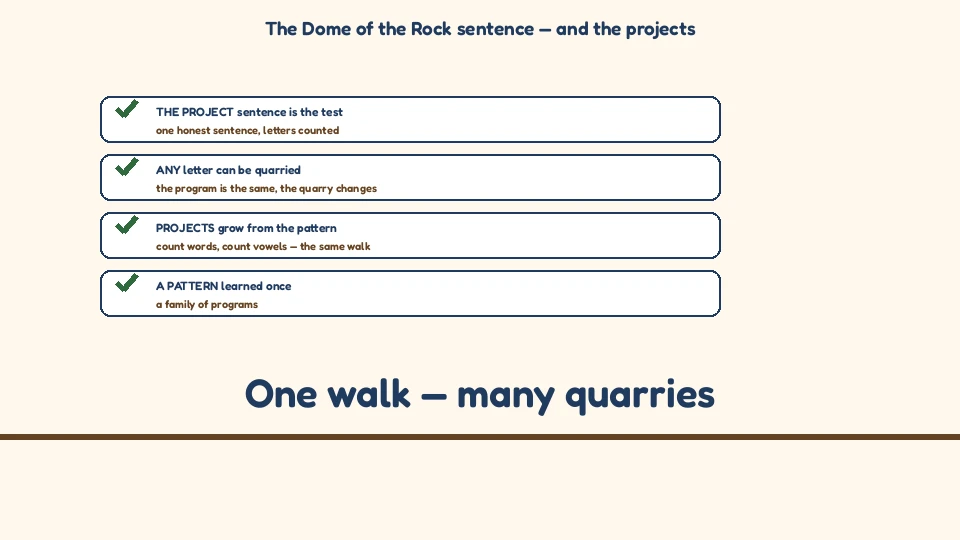 The Dome of the Rock sentence — and the projects
THE PROJECT sentence is the test
one honest sentence, letters counted
ANY letter can be quarried
the program is the same, the quarry changes
PROJECTS grow from the pattern
count words, count vowels — the same walk
A PATTERN learned once
a family of programs
One walk — many quarries